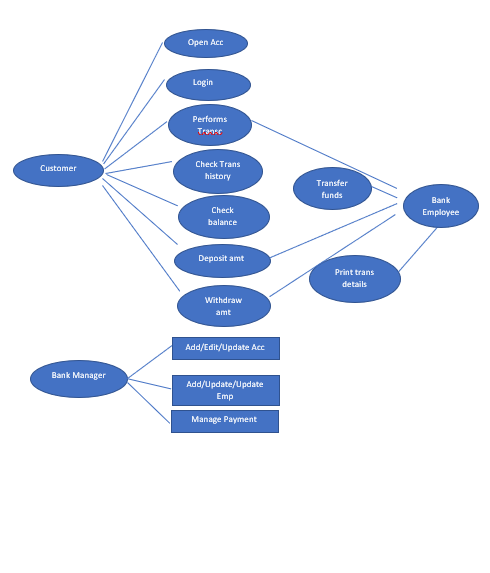 Open Acc
Login
Performs
Transc
Customer
Check Trans
history
Transfer
funds
Bank
Employee
Check
balance
Deposit amt
Print trans
details
Withdraw
amt
Add/Edit/Update Acc
Bank Manager
Add/Update/Update
Emp
Manage Payment